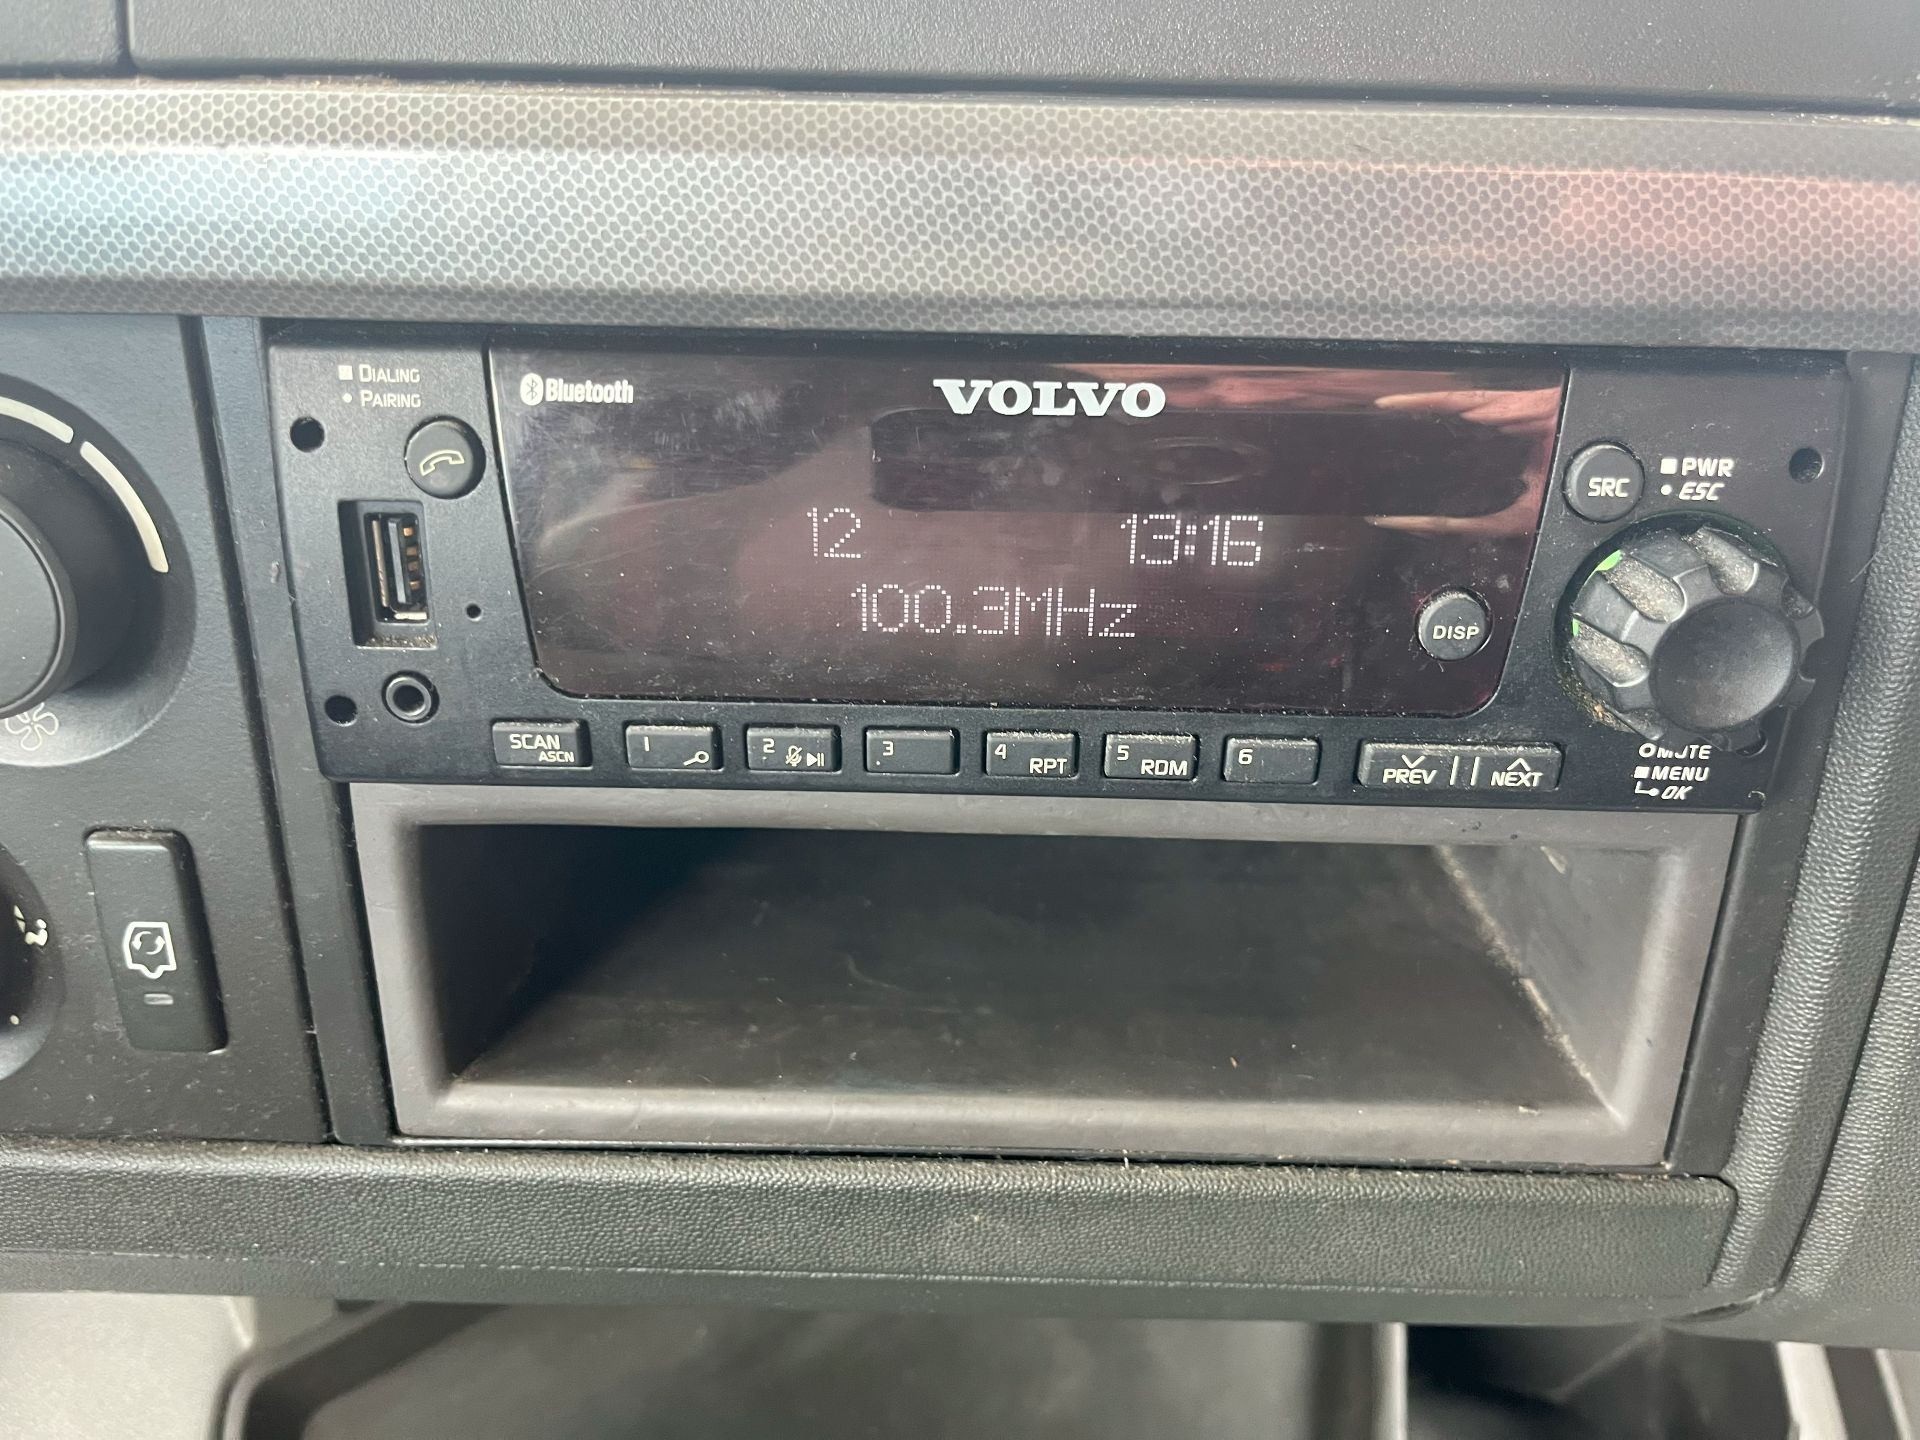 DIALING
PAIRING
Bluetooth
VOLVO
12 13:16
100.3MHz
DISP
SRC
PWR
ESC
SCAN
ASCN
1
2
3
4 RPT
5 RDM
6
PREV
NEXT
MUTE
MENU
OK